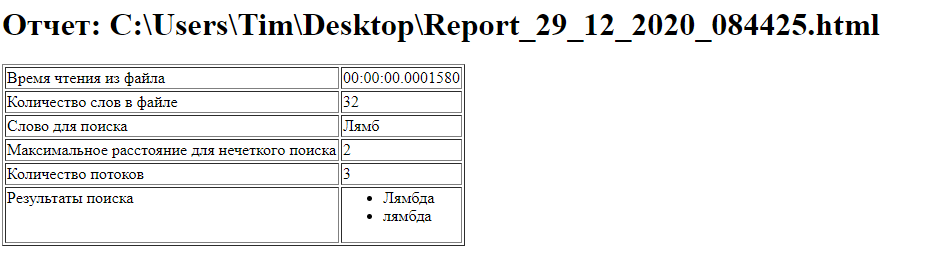 Отчет: C:\Users\Tim\Desktop\Report_29_12_2020_084425.html
Время чтения из файла 00:00:00.0001580
Количество слов в файле 32
Слово для поиска Лямб
Максимальное расстояние для нечеткого поиска 2
Количество потоков 3
Результаты поиска • Лямбда
• лямбда